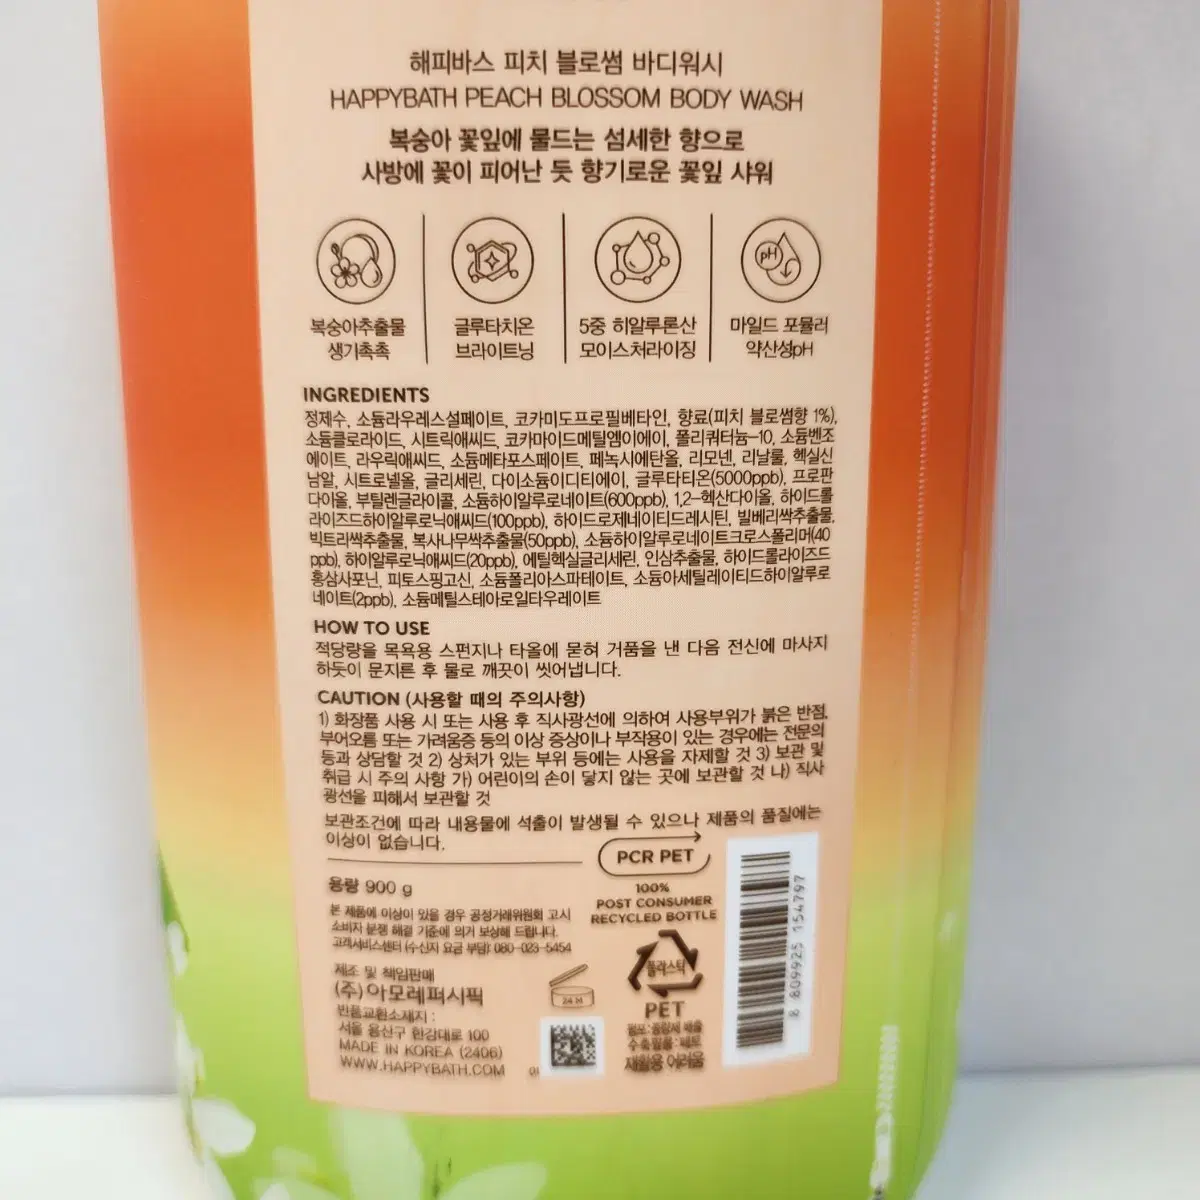 해피바스 피치 블로썸 바디워시
HAPPYBATH PEACH BLOSSOM BODY WASH
복숭아 꽃잎에 물드는 섬세한 향으로
사방에 꽃이 피어난 듯 향기로운 꽃잎 샤워
복숭아추출물
생기촉촉
글루타치온
브라이트닝
5중 히알루론산
모이스처라이징
pH
마일드 포뮬러
약산성pH
INGREDIENTS
정제수, 소듐라우레스설페이트, 코카미도프로필베타인, 향료(피치 블로썸향 1%),
소듐클로라이드, 시트릭애씨드, 코카마이드메틸엠이에이, 폴리쿼터늄-10, 소듐벤조
에이트, 라우릭애씨드, 소듐메타포스페이트, 페녹시에탄올, 리모넨, 리날룰, 헥실신
남알, 시트로넬올, 글리세린, 다이소듐이디티에이, 글루타티온(5000ppb), 프로판
다이올, 부틸렌글라이콜, 소듐하이알루로네이트(600ppb), 1,2-헥산다이올, 하이드롤
라이즈드하이알루로닉애씨드(100ppb), 하이드로제네이티드레시틴, 빌베리싹추출물,
빅트리싹추출물, 복사나무싹추출물(50ppb), 소듐하이알루로네이트크로스폴리머(40
ppb), 하이알루로닉애씨드(20ppb), 에틸헥실글리세린, 인삼추출물, 하이드롤라이즈드
홍삼사포닌, 피토스핑고신, 소듐폴리아스파테이트, 소듐아세틸레이티드하이알루로
네이트(2ppb), 소듐메틸스테아로일타우레이트
HOW TO USE
적당량을 목욕용 스펀지나 타올에 묻혀 거품을 낸 다음 전신에 마사지
하듯이 문지른 후 물로 깨끗이 씻어냅니다.
CAUTION (사용할 때의 주의사항)
1) 화장품 사용 시 또는 사용 후 직사광선에 의하여 사용부위가 붉은 반점,
부어오름 또는 가려움증 등의 이상 증상이나 부작용이 있는 경우에는 전문의
등과 상담할 것 2) 상처가 있는 부위 등에는 사용을 자제할 것 3) 보관 및
취급 시 주의 사항 가) 어린이의 손이 닿지 않는 곳에 보관할 것 나) 직사
광선을 피해서 보관할 것
보관조건에 따라 내용물에 석출이 발생될 수 있으나 제품의 품질에는
이상이 없습니다.
용량 900 g
본 제품에 이상이 있을 경우 공정거래위원회 고시
소비자 분쟁 해결 기준에 의거 보상해 드립니다.
고객서비스센터 (수신자 요금 부담) 080-023-5454
제조 및 책임판매
(주)아모레퍼시픽
반품교환소재지 :
서울 용산구 한강대로 100
MADE IN KOREA (2406)
WWW.HAPPYBATH.COM
24 M
PCR PET
100%
POST CONSUMER
RECYCLED BOTTLE
플라스틱
PET
펌프:종량제 배출
수축필름:페트
재활용 어려움
8 809925 154797